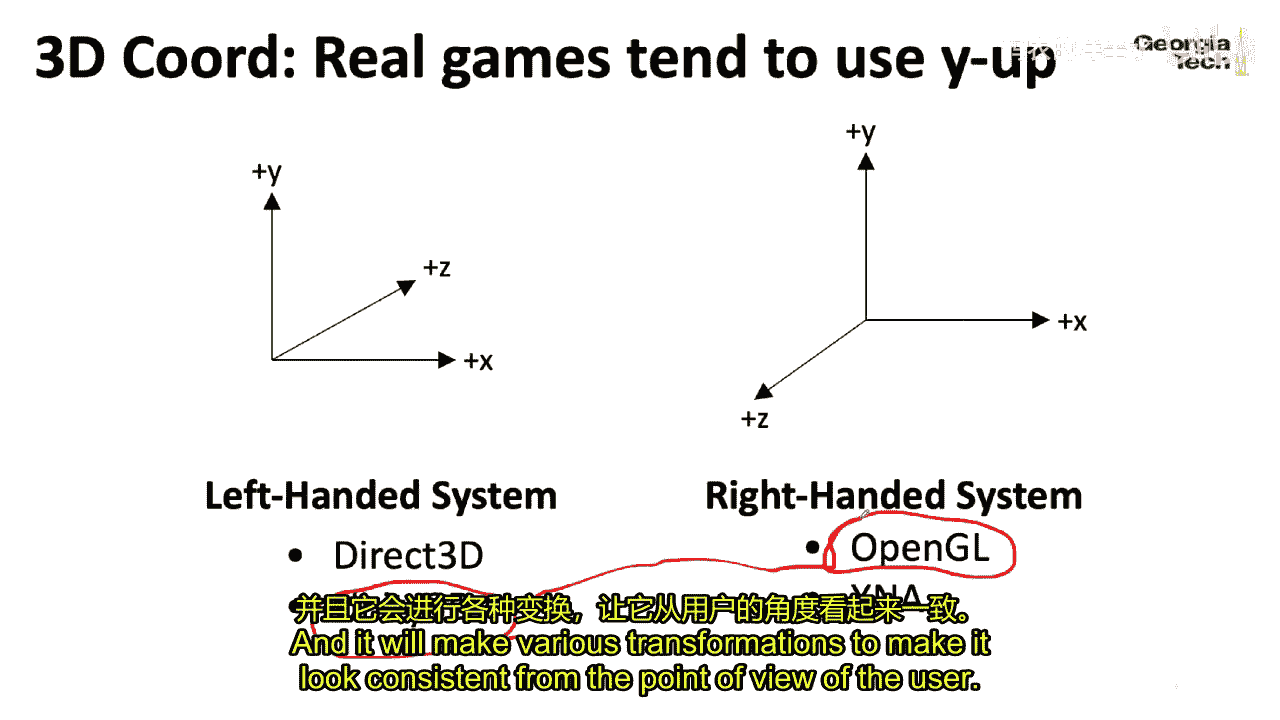 3D Coord: Real games tend to use y-up
Georgia
Tech
+y
+z
+x
+y
+x
+z
Left-Handed System
Right-Handed System
• Direct3D
• OpenGL
• XNA
并且它会进行各种变换，让它从用户的角度看起来一致。
And it will make various transformations to make it
look consistent from the point of view of the user.